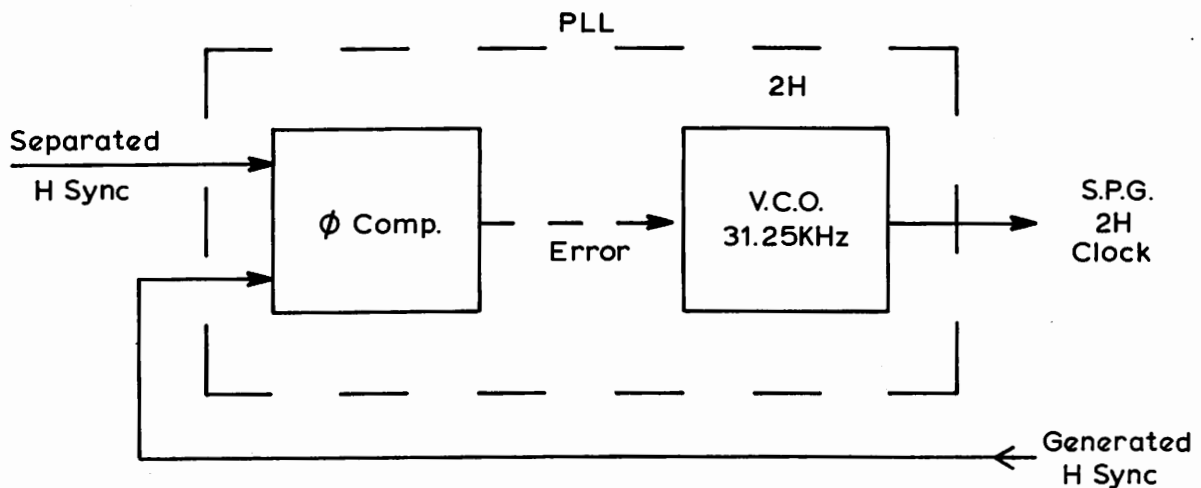 PLL
2H
Separated
H Sync
ϕ Comp.
Error
V.C.O.
31.25KHz
S.P.G.
2H
Clock
Generated
H Sync